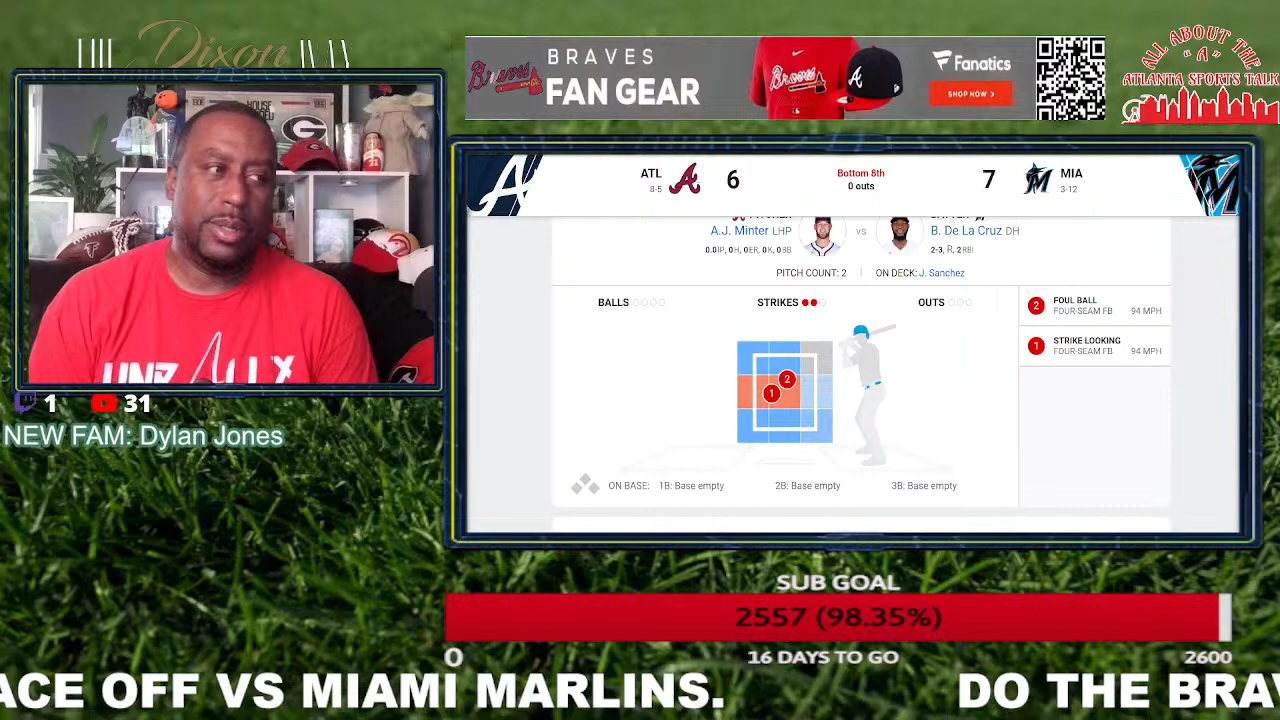 Dixon
BRAVES
FAN GEAR
Braves
Braves
Fanatics
SHOP NOW >
ALL ABOUT THE
"A"
ATLANTA SPORTS TALK
ATL
8-5
6
Bottom 8th
0 outs
7
MIA
3-12
A.J. Minter LHP
0.0IP, 0H, 0ER, 0K, 0BB
VS
B. De La Cruz DH
2-3, R, 2RBI
PITCH COUNT: 2
ON DECK: J. Sanchez
BALLS
STRIKES
OUTS
2
FOUL BALL
FOUR-SEAM FB
94 MPH
1
STRIKE LOOKING
FOUR-SEAM FB
94 MPH
2
1
ON BASE:
1B: Base empty
2B: Base empty
3B: Base empty
1
31
NEW FAM: Dylan Jones
SUB GOAL
2557 (98.35%)
0
16 DAYS TO GO
2600
ACE OFF VS MIAMI MARLINS.
DO THE BRAV